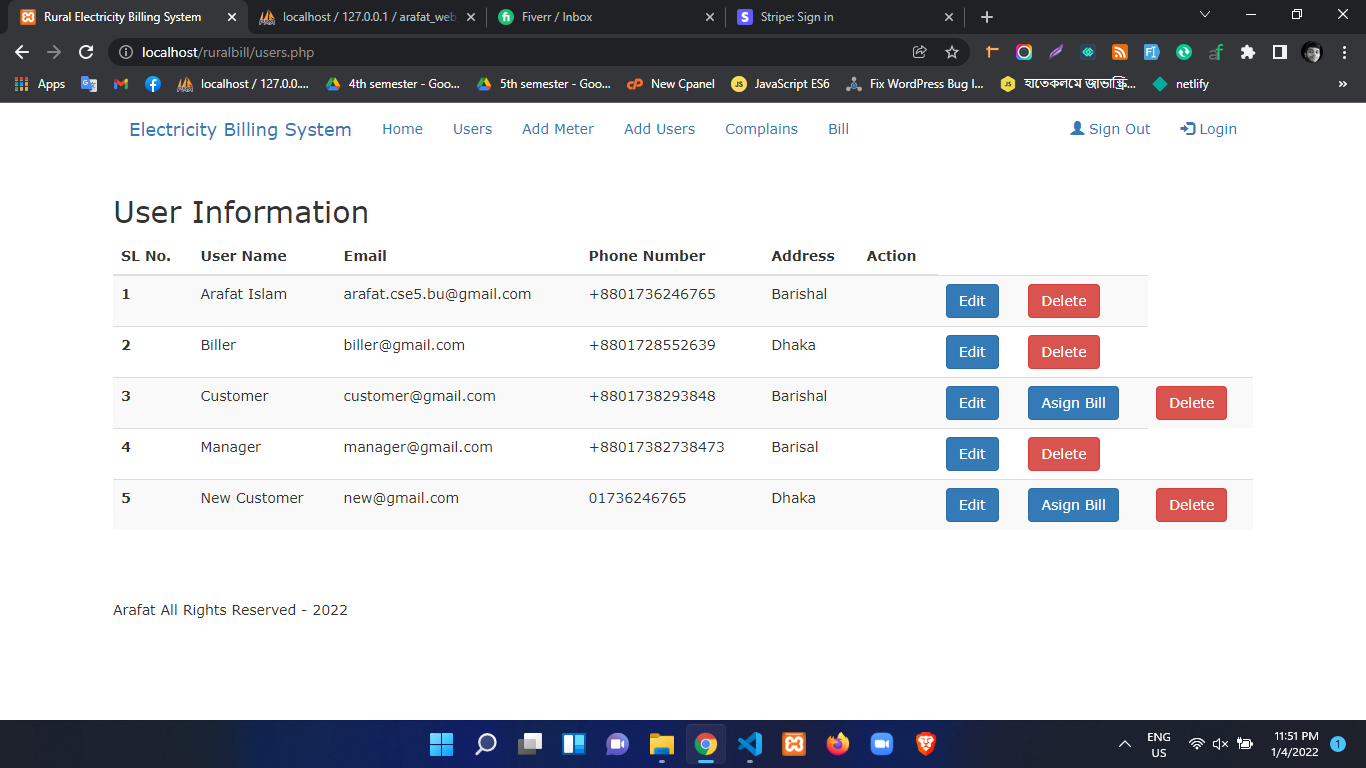 Rural Electricity Billing System
localhost / 127.0.0.1 / arafat_web
Fiverr / Inbox
Stripe: Sign in
localhost/ruralbill/users.php
Apps
localhost / 127.0.0....
4th semester - Goo...
5th semester - Goo...
New Cpanel
JavaScript ES6
Fix WordPress Bug I...
হাতেকলমে জাভাস্ক্রি...
netlify
»
Electricity Billing System Home Users Add Meter Add Users Complains Bill Sign Out Login
User Information
SL No. User Name Email Phone Number Address Action
1 Arafat Islam arafat.cse5.bu@gmail.com +8801736246765 Barishal Edit Delete
2 Biller biller@gmail.com +8801728552639 Dhaka Edit Delete
3 Customer customer@gmail.com +8801738293848 Barishal Edit Asign Bill Delete
4 Manager manager@gmail.com +88017382738473 Barisal Edit Delete
5 New Customer new@gmail.com 01736246765 Dhaka Edit Asign Bill Delete
Arafat All Rights Reserved - 2022
ENG
US
11:51 PM
1/4/2022
1